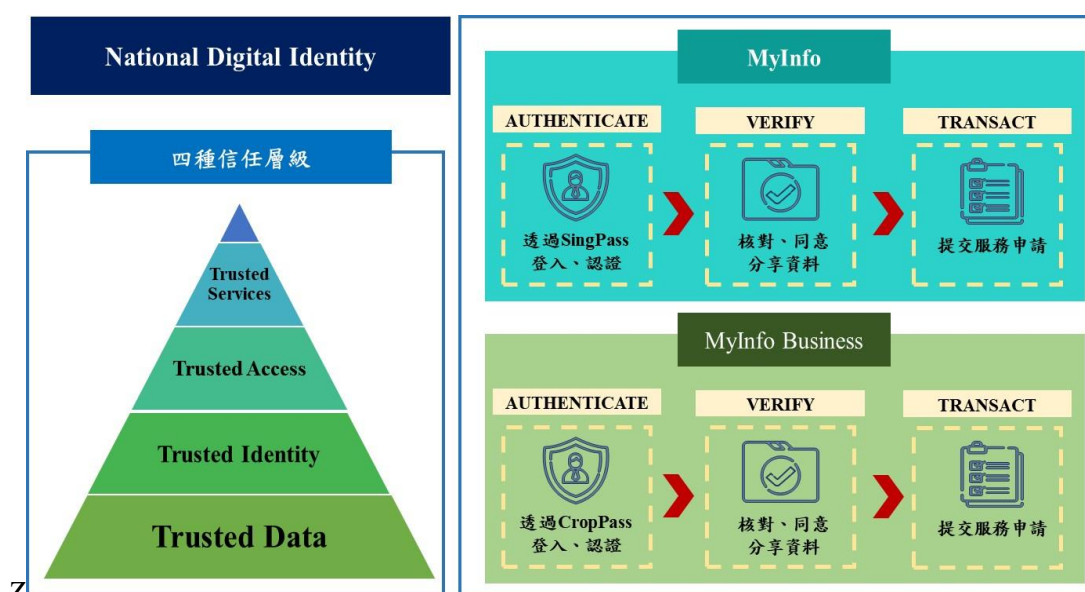 National Digital Identity
四種信任層級
Trusted
Services
Trusted Access
Trusted Identity
Trusted Data
Z
MyInfo
AUTHENTICATE
VERIFY
TRANSACT
透過SingPass
登入、認證
核對、同意
分享資料
提交服務申請
MyInfo Business
AUTHENTICATE
VERIFY
TRANSACT
透過CropPass
登入、認證
核對、同意
分享資料
提交服務申請